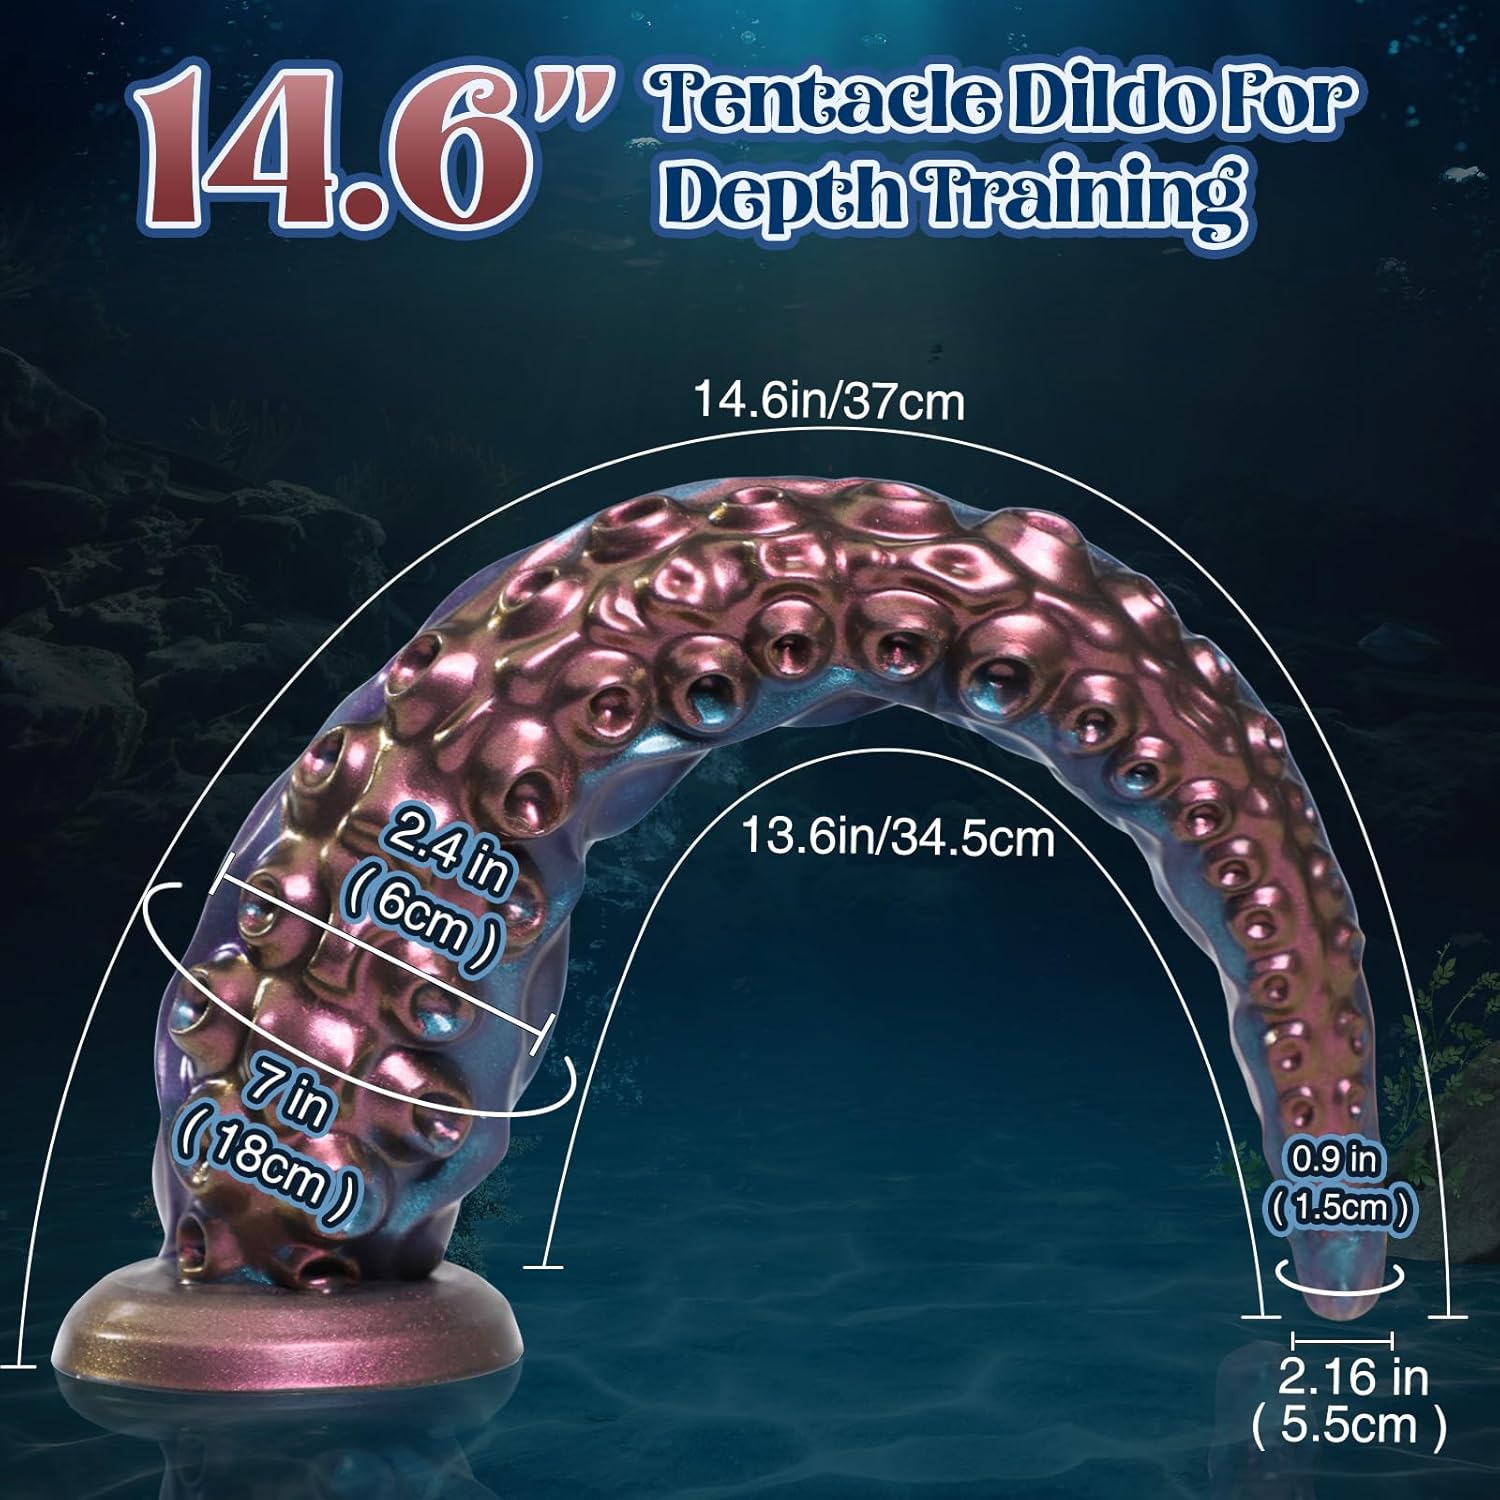 14.6" Tentacle Dildo For
Depth Training
14.6in/37cm
13.6in/34.5cm
2.4 in
( 6cm )
7 in
( 18cm )
0.9 in
( 1.5cm )
2.16 in
( 5.5cm )